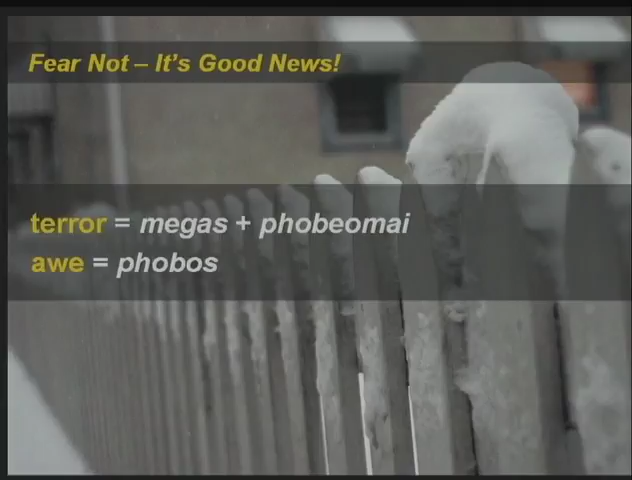 Fear Not – It's Good News!
terror = megas + phobeomai
awe = phobos